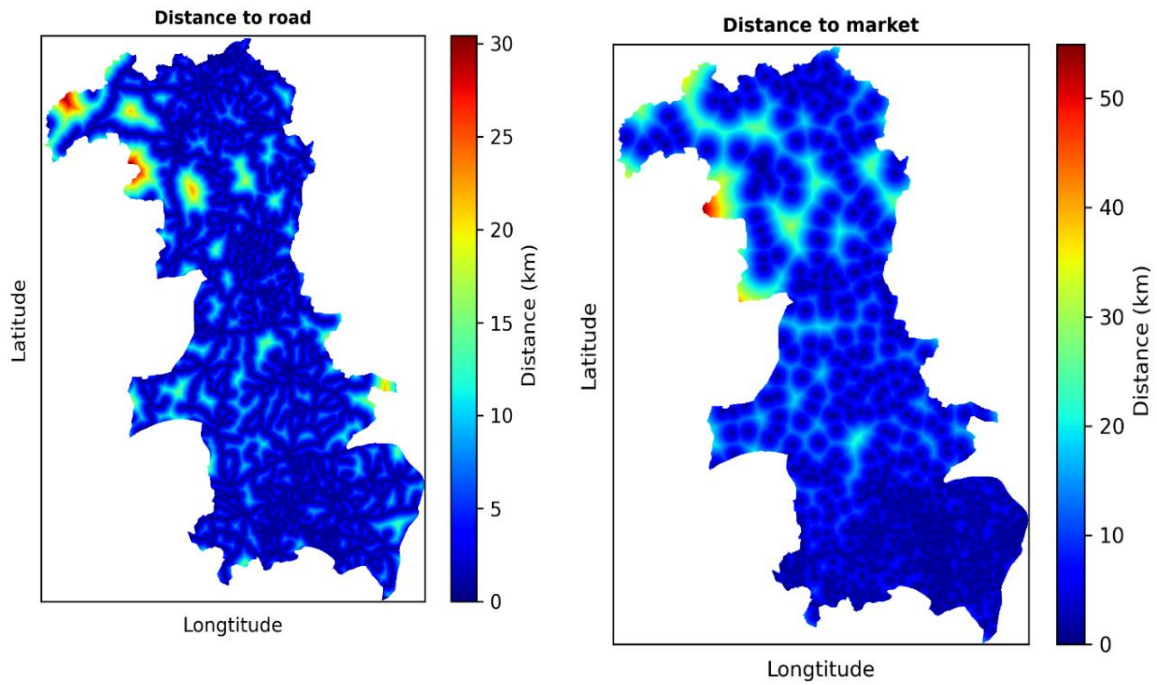 Distance to road
30
25
20
15
10
5
0
Distance (km)
Latitude
Longtitude
Distance to market
50
40
30
20
10
0
Distance (km)
Latitude
Longtitude